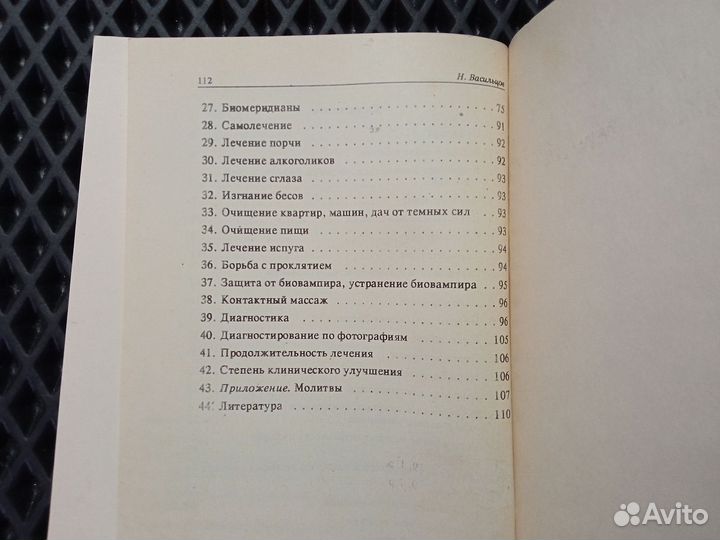 112
Н. Васильцов
27. Биомеридианы 75
28. Самолечение 91
29. Лечение порчи 92
30. Лечение алкоголиков 92
31. Лечение сглаза 93
32. Изгнание бесов 93
33. Очищение квартир, машин, дач от темных сил 93
34. Очищение пищи 93
35. Лечение испуга 94
36. Борьба с проклятием 94
37. Защита от биовампира, устранение биовампира 95
38. Контактный массаж 96
39. Диагностика 96
40. Диагностирование по фотографиям 105
41. Продолжительность лечения 106
42. Степень клинического улучшения 106
43. Приложение. Молитвы 107
44. Литература 110
Avito